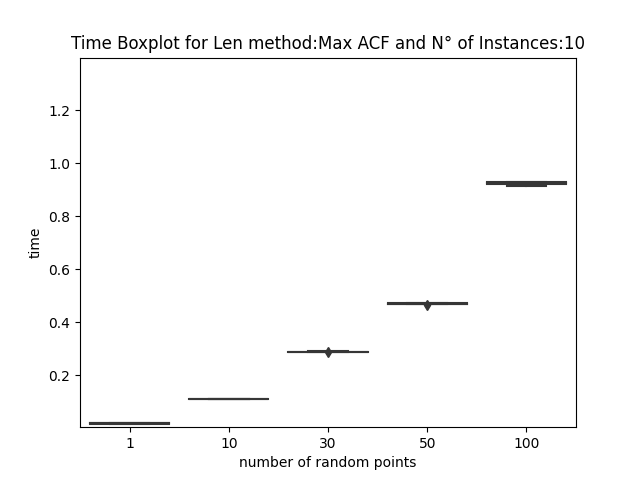 Time Boxplot for Len method:Max ACF and N° of Instances:10
1.2
1.0
0.8
0.6
0.4
0.2
time
1 10 30 50 100
number of random points